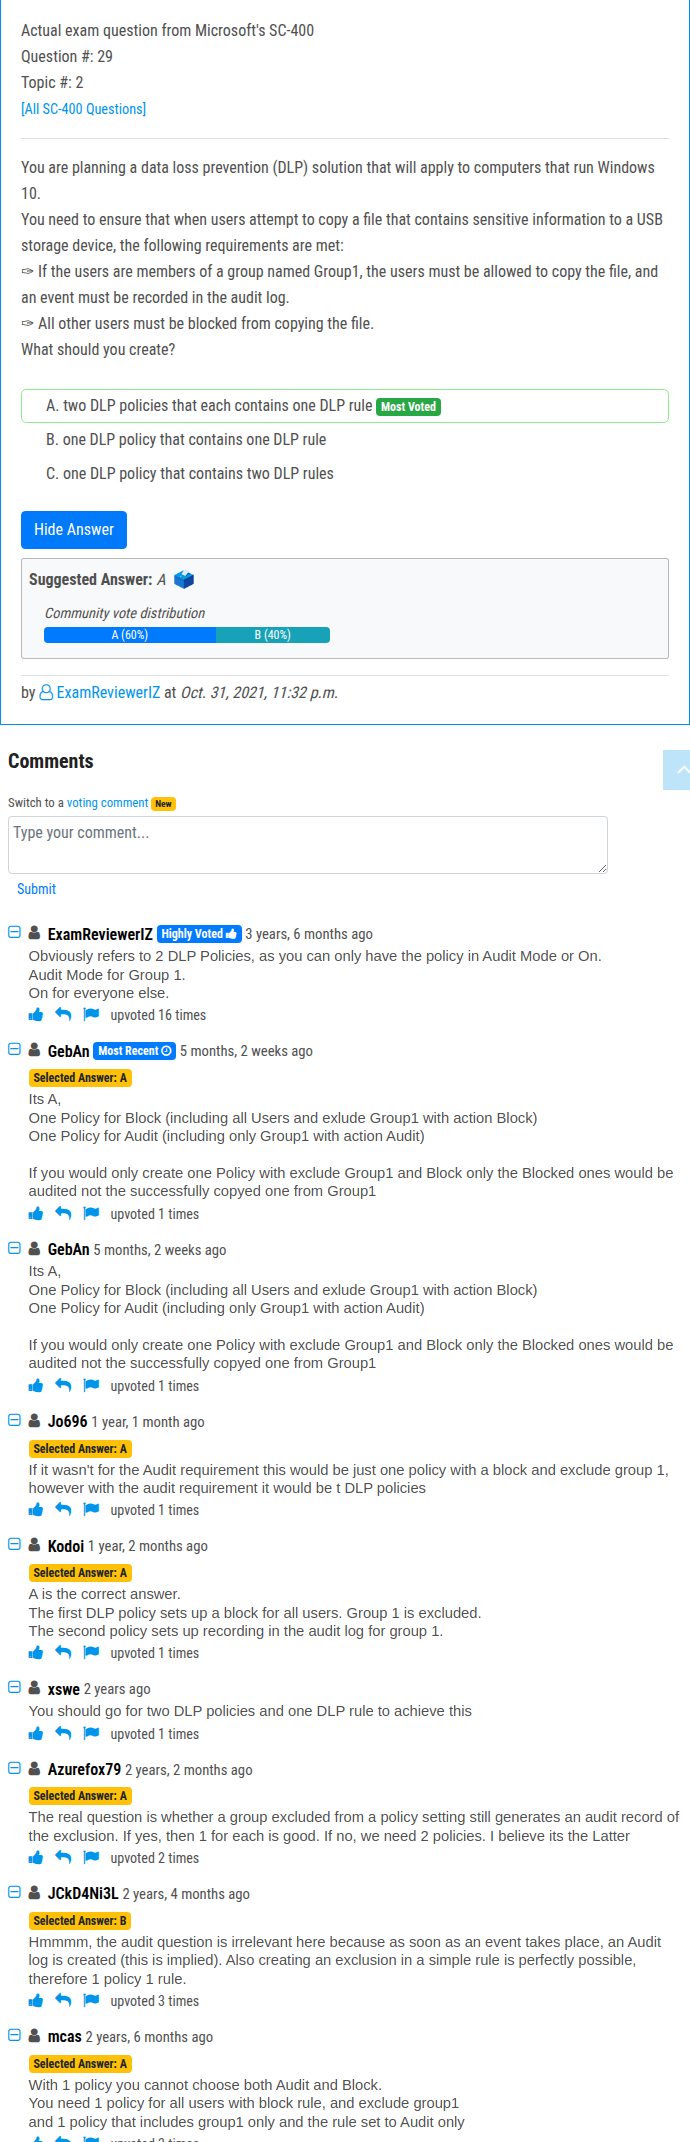 Actual exam question from Microsoft's SC-400
Question #: 29
Topic #: 2
[All SC-400 Questions]
You are planning a data loss prevention (DLP) solution that will apply to computers that run Windows
10.
You need to ensure that when users attempt to copy a file that contains sensitive information to a USB
storage device, the following requirements are met:
✑ If the users are members of a group named Group1, the users must be allowed to copy the file, and
an event must be recorded in the audit log.
✑ All other users must be blocked from copying the file.
What should you create?
A. two DLP policies that each contains one DLP rule Most Voted
B. one DLP policy that contains one DLP rule
C. one DLP policy that contains two DLP rules
Hide Answer
Suggested Answer: A
Community vote distribution
A (60%) B (40%)
by ExamReviewerIZ at Oct. 31, 2021, 11:32 p.m.
Comments
Switch to a voting comment New
Type your comment...
Submit
ExamReviewerIZ Highly Voted 3 years, 6 months ago
Obviously refers to 2 DLP Policies, as you can only have the policy in Audit Mode or On.
Audit Mode for Group 1.
On for everyone else.
upvoted 16 times
GebAn Most Recent 5 months, 2 weeks ago
Selected Answer: A
Its A,
One Policy for Block (including all Users and exlude Group1 with action Block)
One Policy for Audit (including only Group1 with action Audit)
If you would only create one Policy with exclude Group1 and Block only the Blocked ones would be
audited not the successfully copyed one from Group1
upvoted 1 times
GebAn 5 months, 2 weeks ago
Its A,
One Policy for Block (including all Users and exlude Group1 with action Block)
One Policy for Audit (including only Group1 with action Audit)
If you would only create one Policy with exclude Group1 and Block only the Blocked ones would be
audited not the successfully copyed one from Group1
upvoted 1 times
Jo696 1 year, 1 month ago
Selected Answer: A
If it wasn't for the Audit requirement this would be just one policy with a block and exclude group 1,
however with the audit requirement it would be t DLP policies
upvoted 1 times
Kodoi 1 year, 2 months ago
Selected Answer: A
A is the correct answer.
The first DLP policy sets up a block for all users. Group 1 is excluded.
The second policy sets up recording in the audit log for group 1.
upvoted 1 times
xswe 2 years ago
You should go for two DLP policies and one DLP rule to achieve this
upvoted 1 times
Azurefox79 2 years, 2 months ago
Selected Answer: A
The real question is whether a group excluded from a policy setting still generates an audit record of
the exclusion. If yes, then 1 for each is good. If no, we need 2 policies. I believe its the Latter
upvoted 2 times
JCkD4Ni3L 2 years, 4 months ago
Selected Answer: B
Hmmmm, the audit question is irrelevant here because as soon as an event takes place, an Audit
log is created (this is implied). Also creating an exclusion in a simple rule is perfectly possible,
therefore 1 policy 1 rule.
upvoted 3 times
mcas 2 years, 6 months ago
Selected Answer: A
With 1 policy you cannot choose both Audit and Block.
You need 1 policy for all users with block rule, and exclude group1
and 1 policy that includes group1 only and the rule set to Audit only